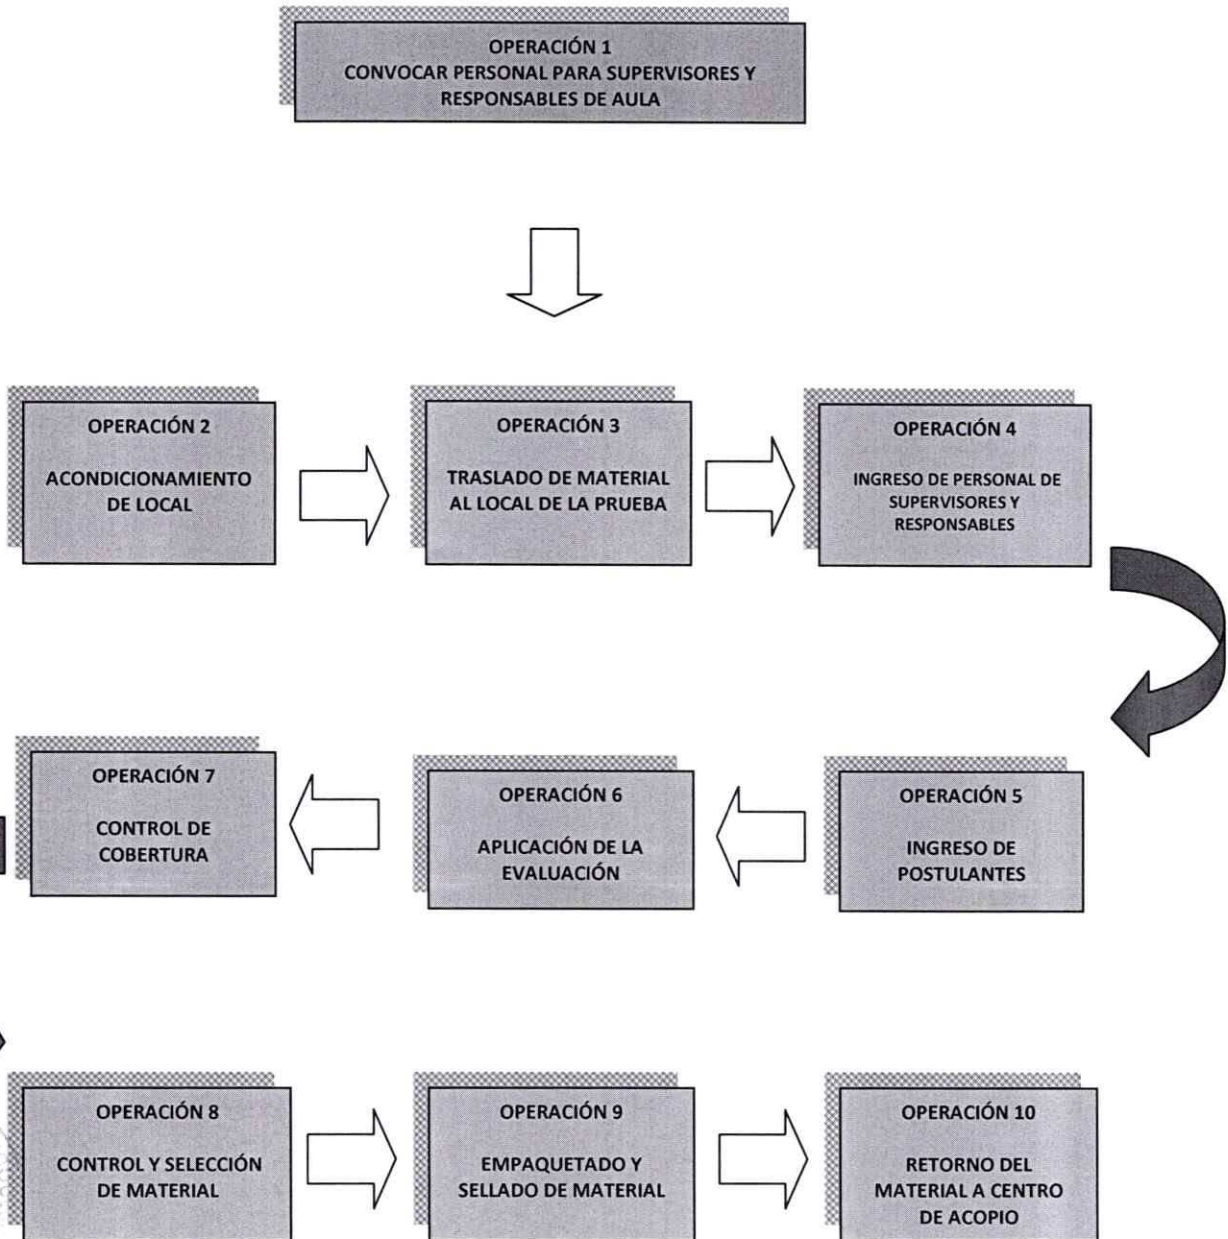 OPERACIÓN 1
CONVOCAR PERSONAL PARA SUPERVISORES Y
RESPONSABLES DE AULA
OPERACIÓN 2
ACONDICIONAMIENTO
DE LOCAL
OPERACIÓN 3
TRASLADO DE MATERIAL
AL LOCAL DE LA PRUEBA
OPERACIÓN 4
INGRESO DE PERSONAL DE
SUPERVISORES Y
RESPONSABLES
OPERACIÓN 7
CONTROL DE
COBERTURA
OPERACIÓN 6
APLICACIÓN DE LA
EVALUACIÓN
OPERACIÓN 5
INGRESO DE
POSTULANTES
OPERACIÓN 8
CONTROL Y SELECCIÓN
DE MATERIAL
OPERACIÓN 9
EMPAQUETADO Y
SELLADO DE MATERIAL
OPERACIÓN 10
RETORNO DEL
MATERIAL A CENTRO
DE ACOPIO